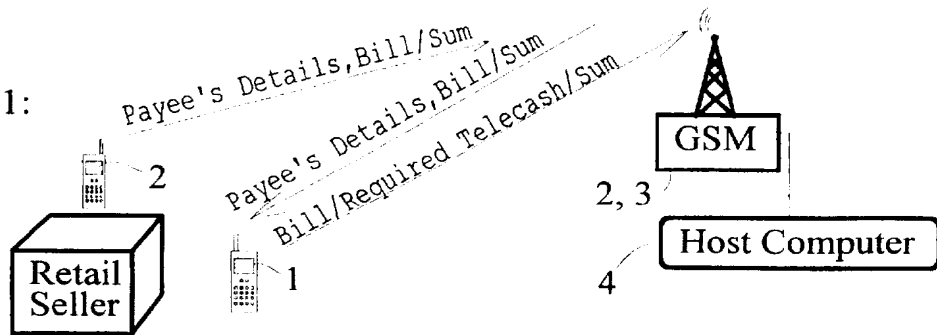 Payee's Details,Bill/Sum
Payee's Details,Bill/Sum
Bill/Required Telecash/Sum
1:
2
GSM
2, 3
Retail
Seller
1
Host Computer
4